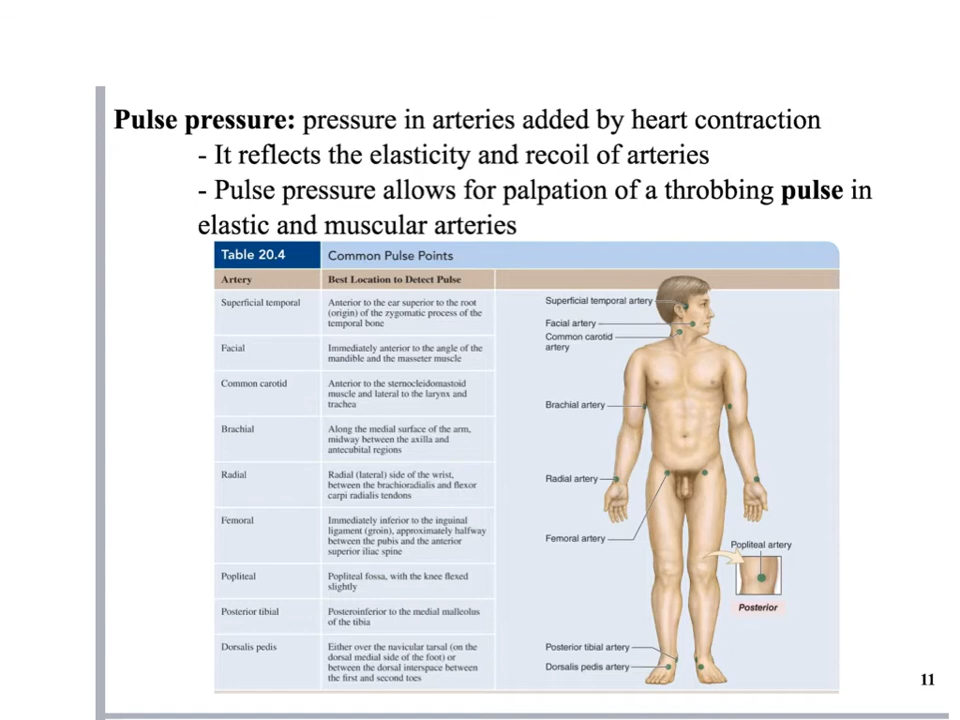 Pulse pressure: pressure in arteries added by heart contraction
- It reflects the elasticity and recoil of arteries
- Pulse pressure allows for palpation of a throbbing pulse in
elastic and muscular arteries
Table 20.4 Common Pulse Points
Artery Best Location to Detect Pulse
Superficial temporal Anterior to the ear superior to the root
(origin) of the zygomatic process of the
temporal bone
Facial Immediately anterior to the angle of the
mandible and the masseter muscle
Common carotid Anterior to the sternocleidomastoid
muscle and lateral to the larynx and
trachea
Brachial Along the medial surface of the arm,
midway between the axilla and
antecubital regions
Radial Radial (lateral) side of the wrist,
between the brachioradialis and flexor
carpi radialis tendons
Femoral Immediately inferior to the inguinal
ligament (groin), approximately halfway
between the pubis and the anterior
superior iliac spine
Popliteal Popliteal fossa, with the knee flexed
slightly
Posterior tibial Posteroinferior to the medial malleolus
of the tibia
Dorsalis pedis Either over the navicular tarsal (on the
dorsal medial side of the foot) or
between the dorsal interspace between
the first and second toes
Superficial temporal artery
Facial artery
Common carotid
artery
Brachial artery
Radial artery
Femoral artery
Popliteal artery
Posterior
Posterior tibial artery
Dorsalis pedis artery
11